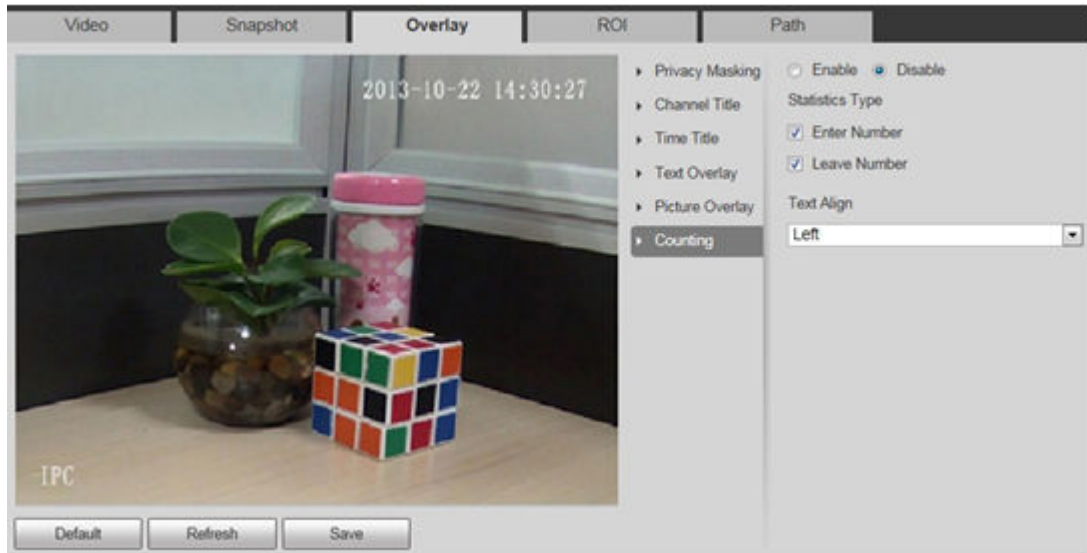 Video Snapshot Overlay ROI Path
2013-10-22 14:30:27
IPC
Privacy Masking
Channel Title
Time Title
Text Overlay
Picture Overlay
Counting
Enable Disable
Statistics Type
Enter Number
Leave Number
Text Align
Left
Default Refresh Save